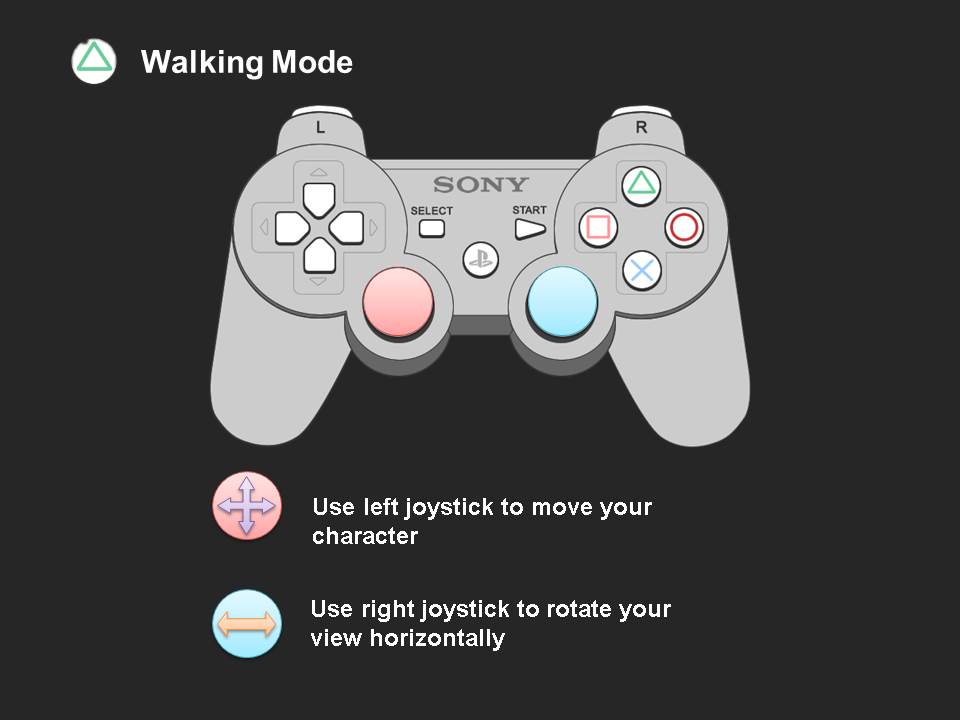 Walking Mode
L
R
SONY
SELECT
START
Use left joystick to move your
character
Use right joystick to rotate your
view horizontally